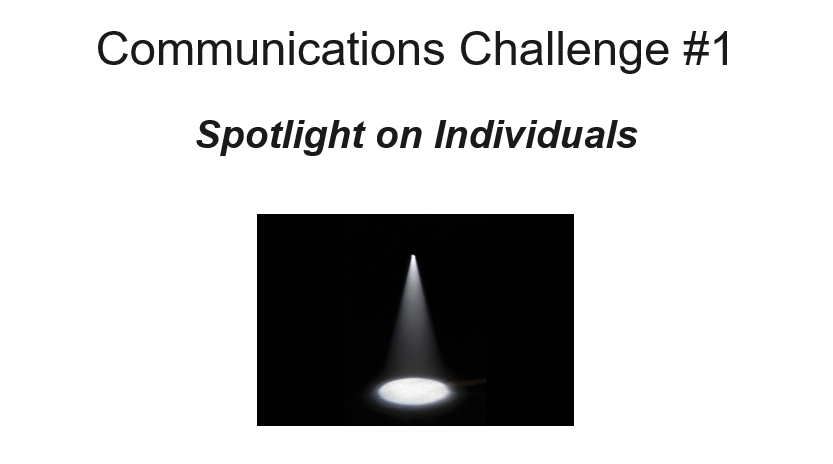 Communications Challenge #1
Spotlight on Individuals